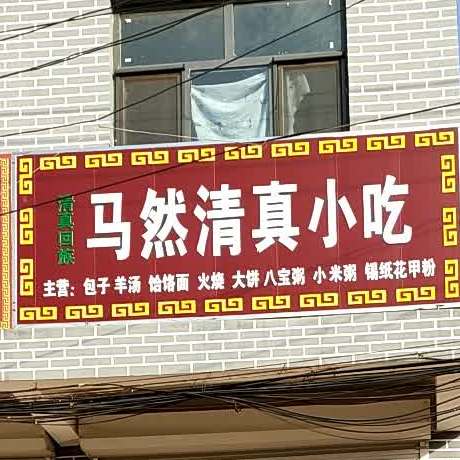 清真回族
马然清真小吃
主营：包子 羊汤 饸饹面 火烧 大饼 八宝粥 小米粥 锡纸花甲粉